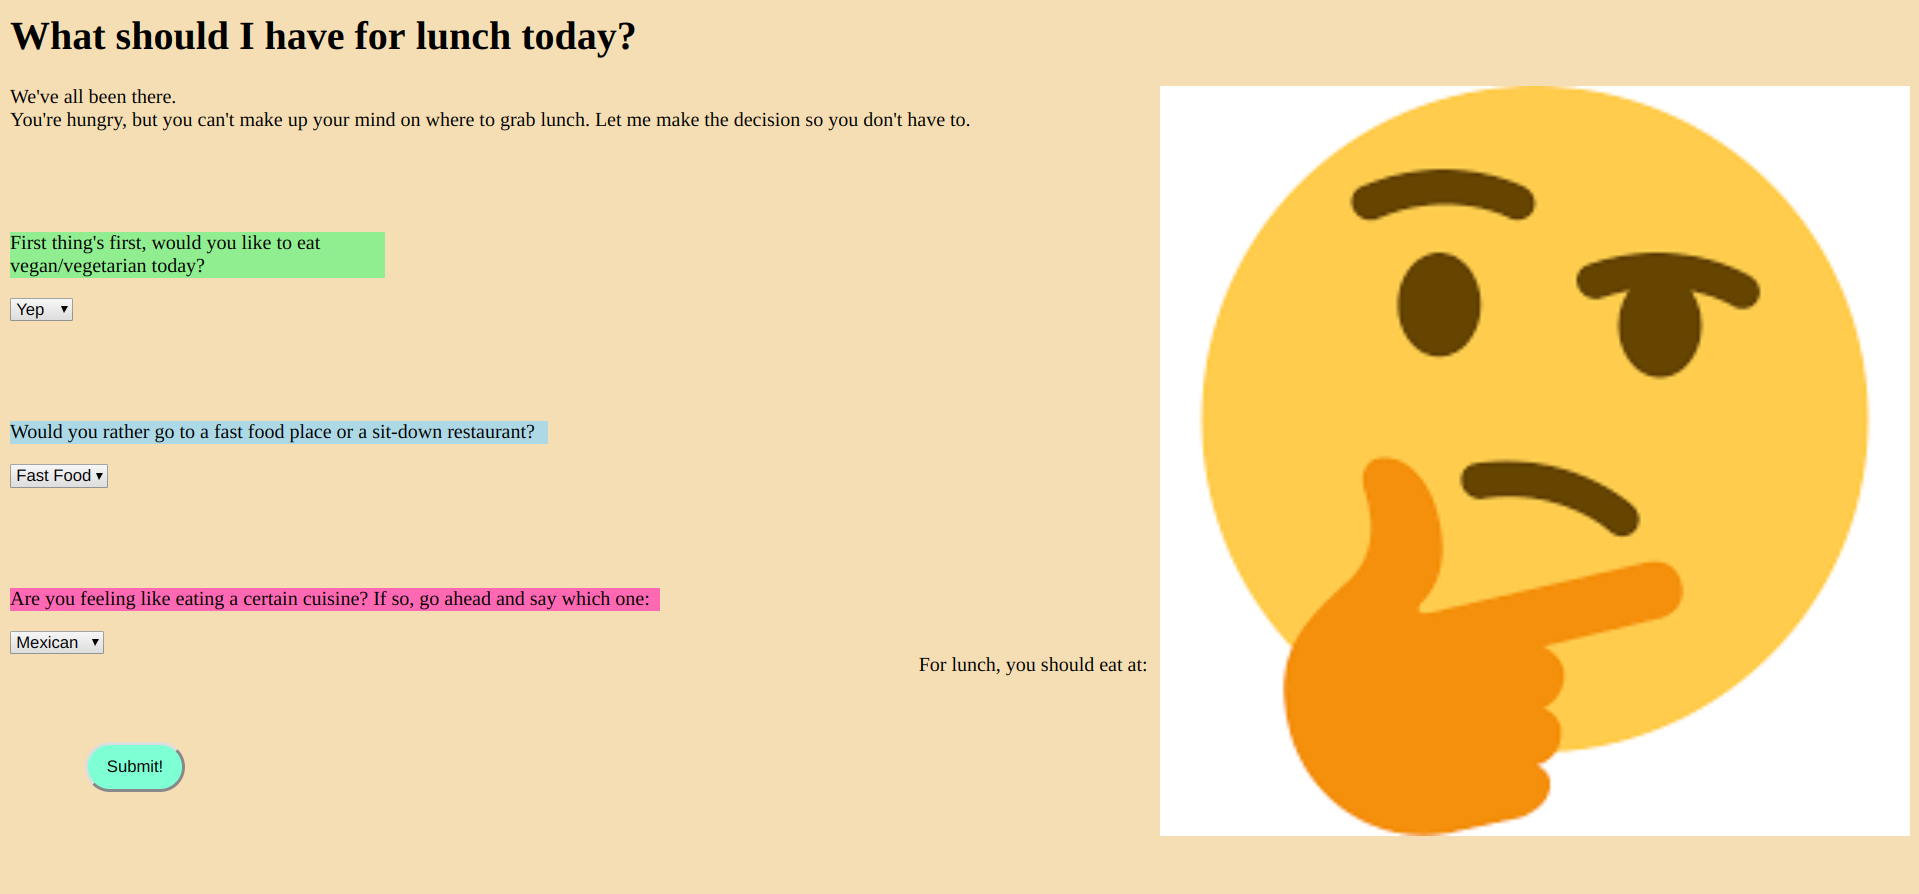 What should I have for lunch today?
We've all been there.
You're hungry, but you can't make up your mind on where to grab lunch. Let me make the decision so you don't have to.
First thing's first, would you like to eat
vegan/vegetarian today?
Yep
Would you rather go to a fast food place or a sit-down restaurant?
Fast Food
Are you feeling like eating a certain cuisine? If so, go ahead and say which one:
Mexican
For lunch, you should eat at:
Submit!